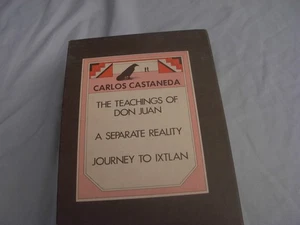 CARLOS CASTANEDA
THE TEACHINGS OF
DON JUAN
A SEPARATE REALITY
JOURNEY TO IXTLAN